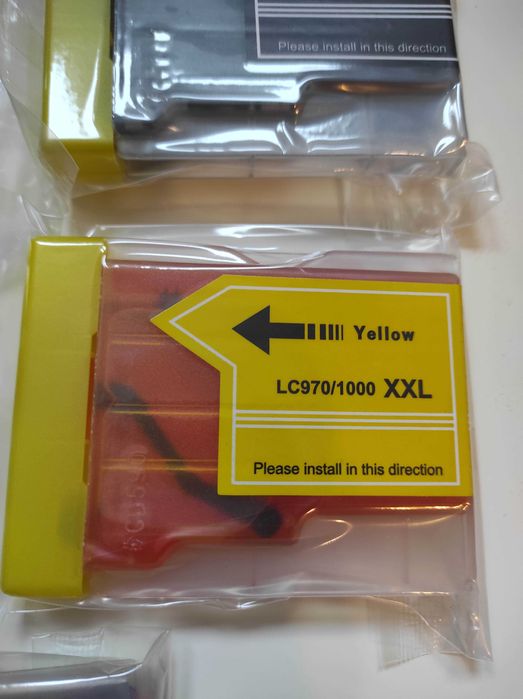 Please install in this direction
Yellow
LC970/1000 XXL
Please install in this direction